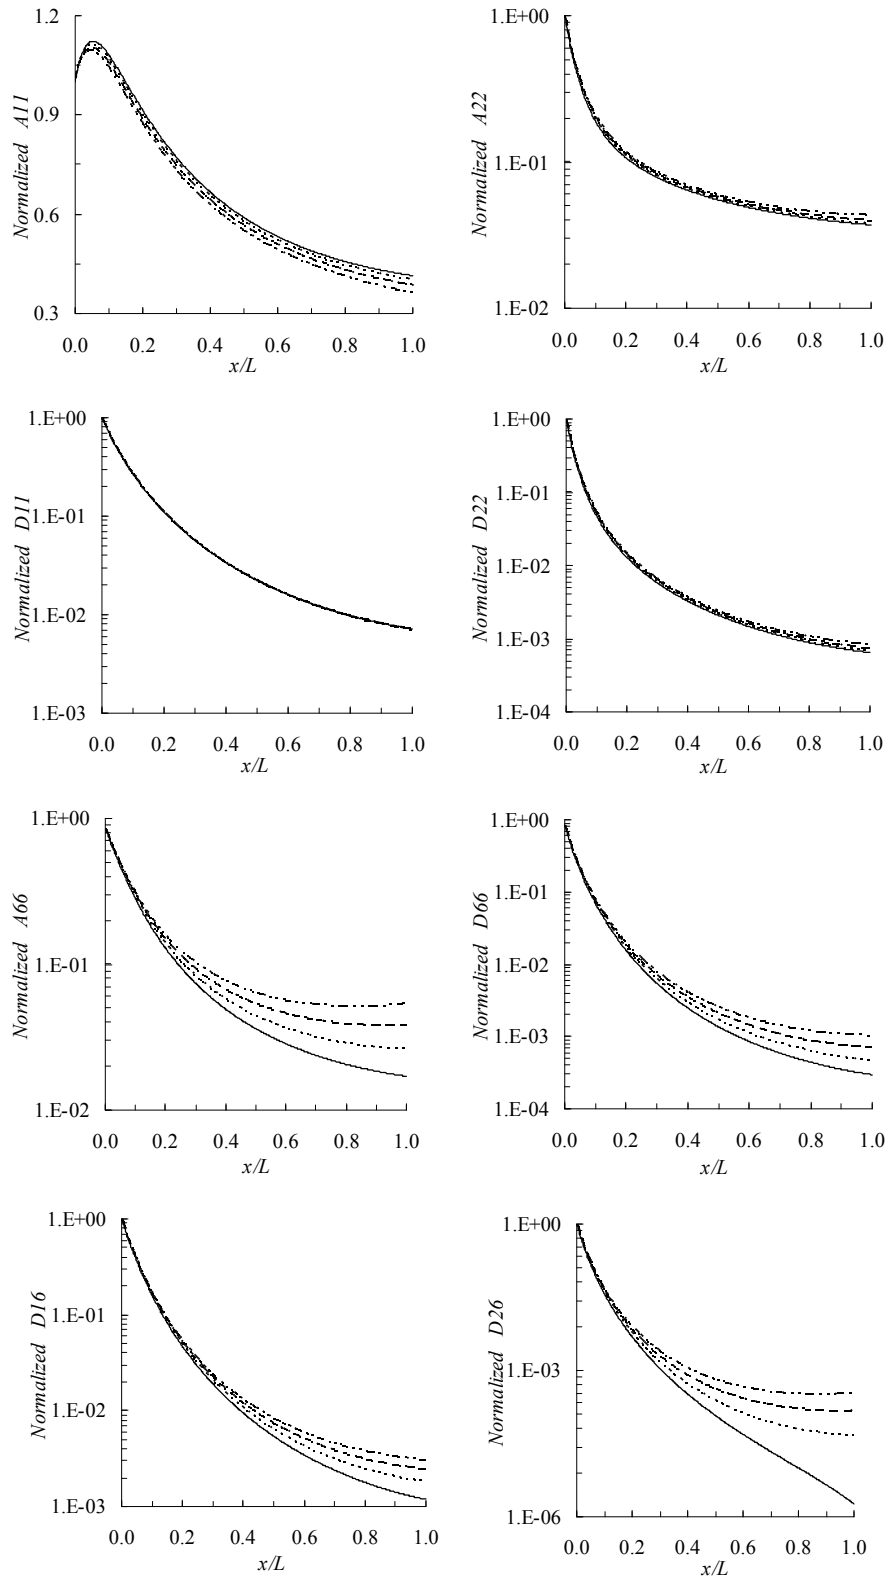 1.2
0.9
0.6
0.3
Normalized A11
0.0 0.2 0.4 0.6 0.8 1.0
x/L
1.E+00
1.E-01
1.E-02
Normalized A22
0.0 0.2 0.4 0.6 0.8 1.0
x/L
1.E+00
1.E-01
1.E-02
1.E-03
Normalized D11
0.0 0.2 0.4 0.6 0.8 1.0
x/L
1.E+00
1.E-01
1.E-02
1.E-03
1.E-04
Normalized D22
0.0 0.2 0.4 0.6 0.8 1.0
x/L
1.E+00
1.E-01
1.E-02
Normalized A66
0.0 0.2 0.4 0.6 0.8 1.0
x/L
1.E+00
1.E-01
1.E-02
1.E-03
1.E-04
Normalized D66
0.0 0.2 0.4 0.6 0.8 1.0
x/L
1.E+00
1.E-01
1.E-02
1.E-03
Normalized D16
0.0 0.2 0.4 0.6 0.8 1.0
x/L
1.E+00
1.E-03
1.E-06
Normalized D26
0.0 0.2 0.4 0.6 0.8 1.0
x/L